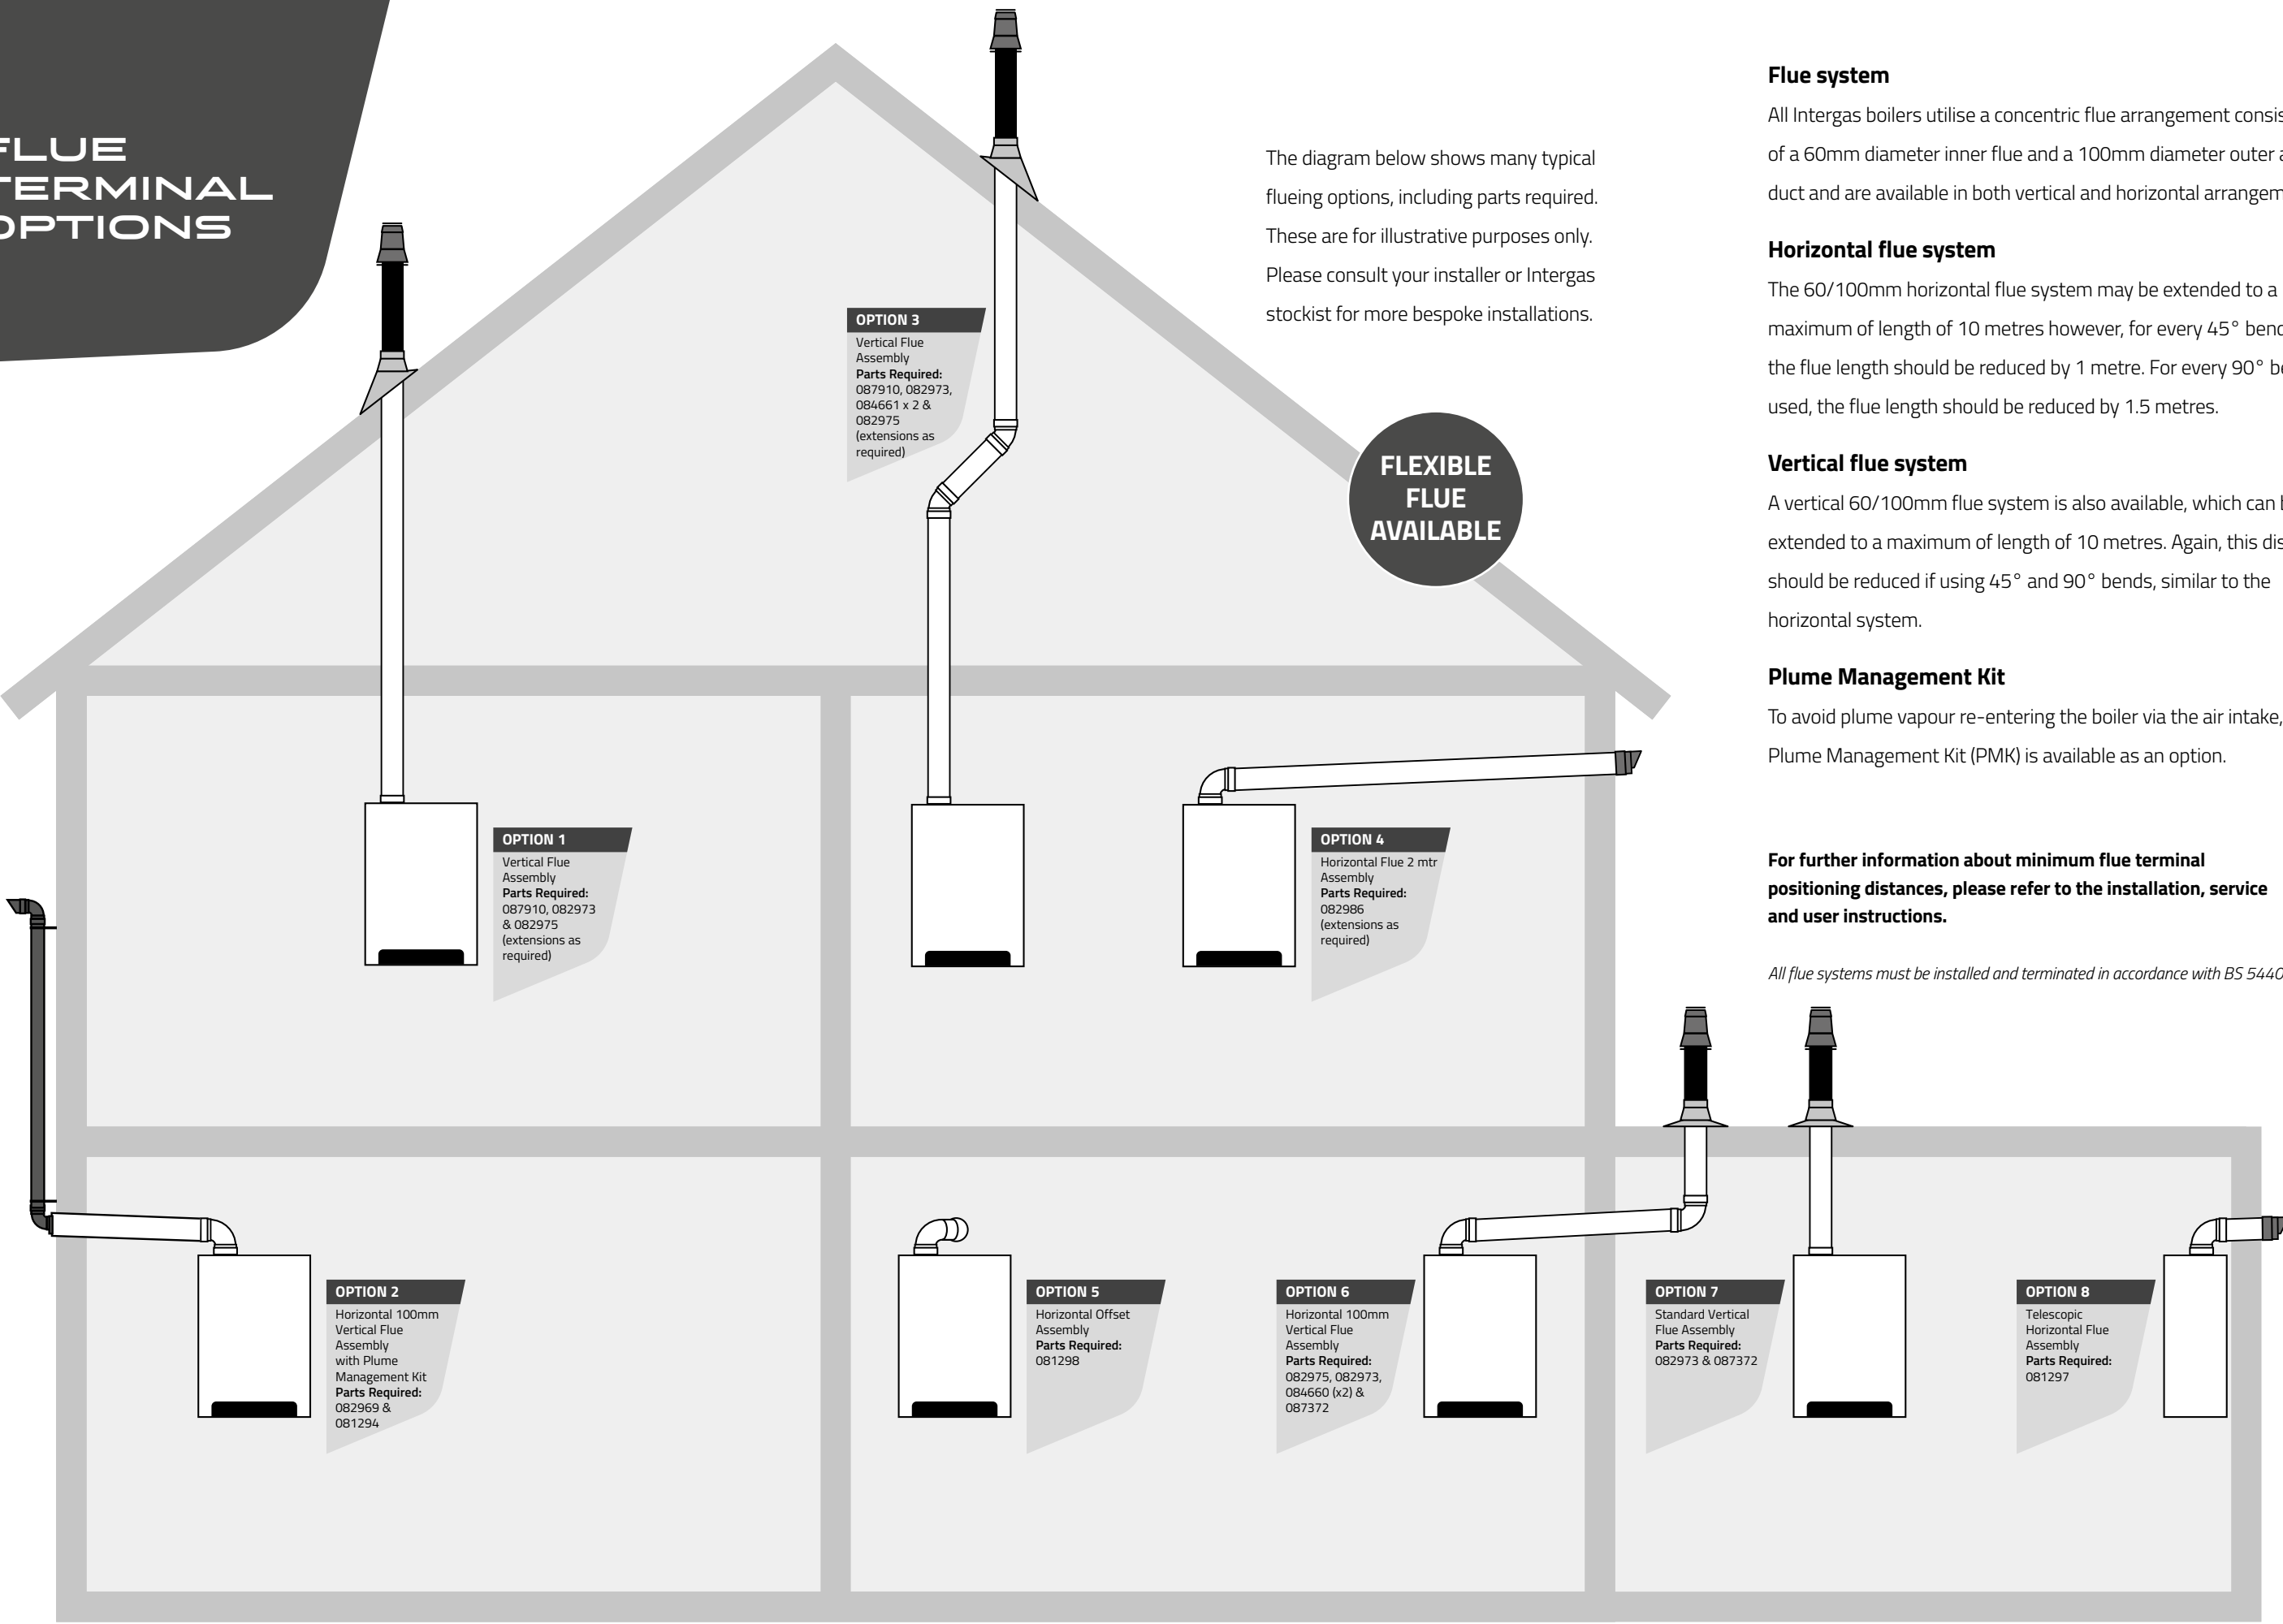 FLUE
TERMINAL
OPTIONS
The diagram below shows many typical
flueing options, including parts required.
These are for illustrative purposes only.
Please consult your installer or Intergas
stockist for more bespoke installations.
Flue system
All Intergas boilers utilise a concentric flue arrangement
of a 60mm diameter inner flue and a 100mm diameter outer
duct and are available in both vertical and horizontal
Horizontal flue system
The 60/100mm horizontal flue system may be extended to a
maximum of length of 10 metres however, for every 45° bend
the flue length should be reduced by 1 metre. For every 90°
used, the flue length should be reduced by 1.5 metres.
Vertical flue system
A vertical 60/100mm flue system is also available, which can
extended to a maximum of length of 10 metres. Again, this
should be reduced if using 45° and 90° bends, similar to the
horizontal system.
Plume Management Kit
To avoid plume vapour re-entering the boiler via the air intake,
Plume Management Kit (PMK) is available as an option.
For further information about minimum flue terminal
positioning distances, please refer to the installation, service
and user instructions.
All flue systems must be installed and terminated in accordance with BS 5440
FLEXIBLE
FLUE
AVAILABLE
OPTION 3
Vertical Flue
Assembly
Parts Required:
087910, 082973,
084661 x 2 &
082975
(extensions as
required)
OPTION 1
Vertical Flue
Assembly
Parts Required:
087910, 082973
& 082975
(extensions as
required)
OPTION 4
Horizontal Flue 2 mtr
Assembly
Parts Required:
082986
(extensions as
required)
OPTION 2
Horizontal 100mm
Vertical Flue
Assembly
with Plume
Management Kit
Parts Required:
082969 &
081294
OPTION 5
Horizontal Offset
Assembly
Parts Required:
081298
OPTION 6
Horizontal 100mm
Vertical Flue
Assembly
Parts Required:
082975, 082973,
084660 (x2) &
087372
OPTION 7
Standard Vertical
Flue Assembly
Parts Required:
082973 & 087372
OPTION 8
Telescopic
Horizontal Flue
Assembly
Parts Required:
081297